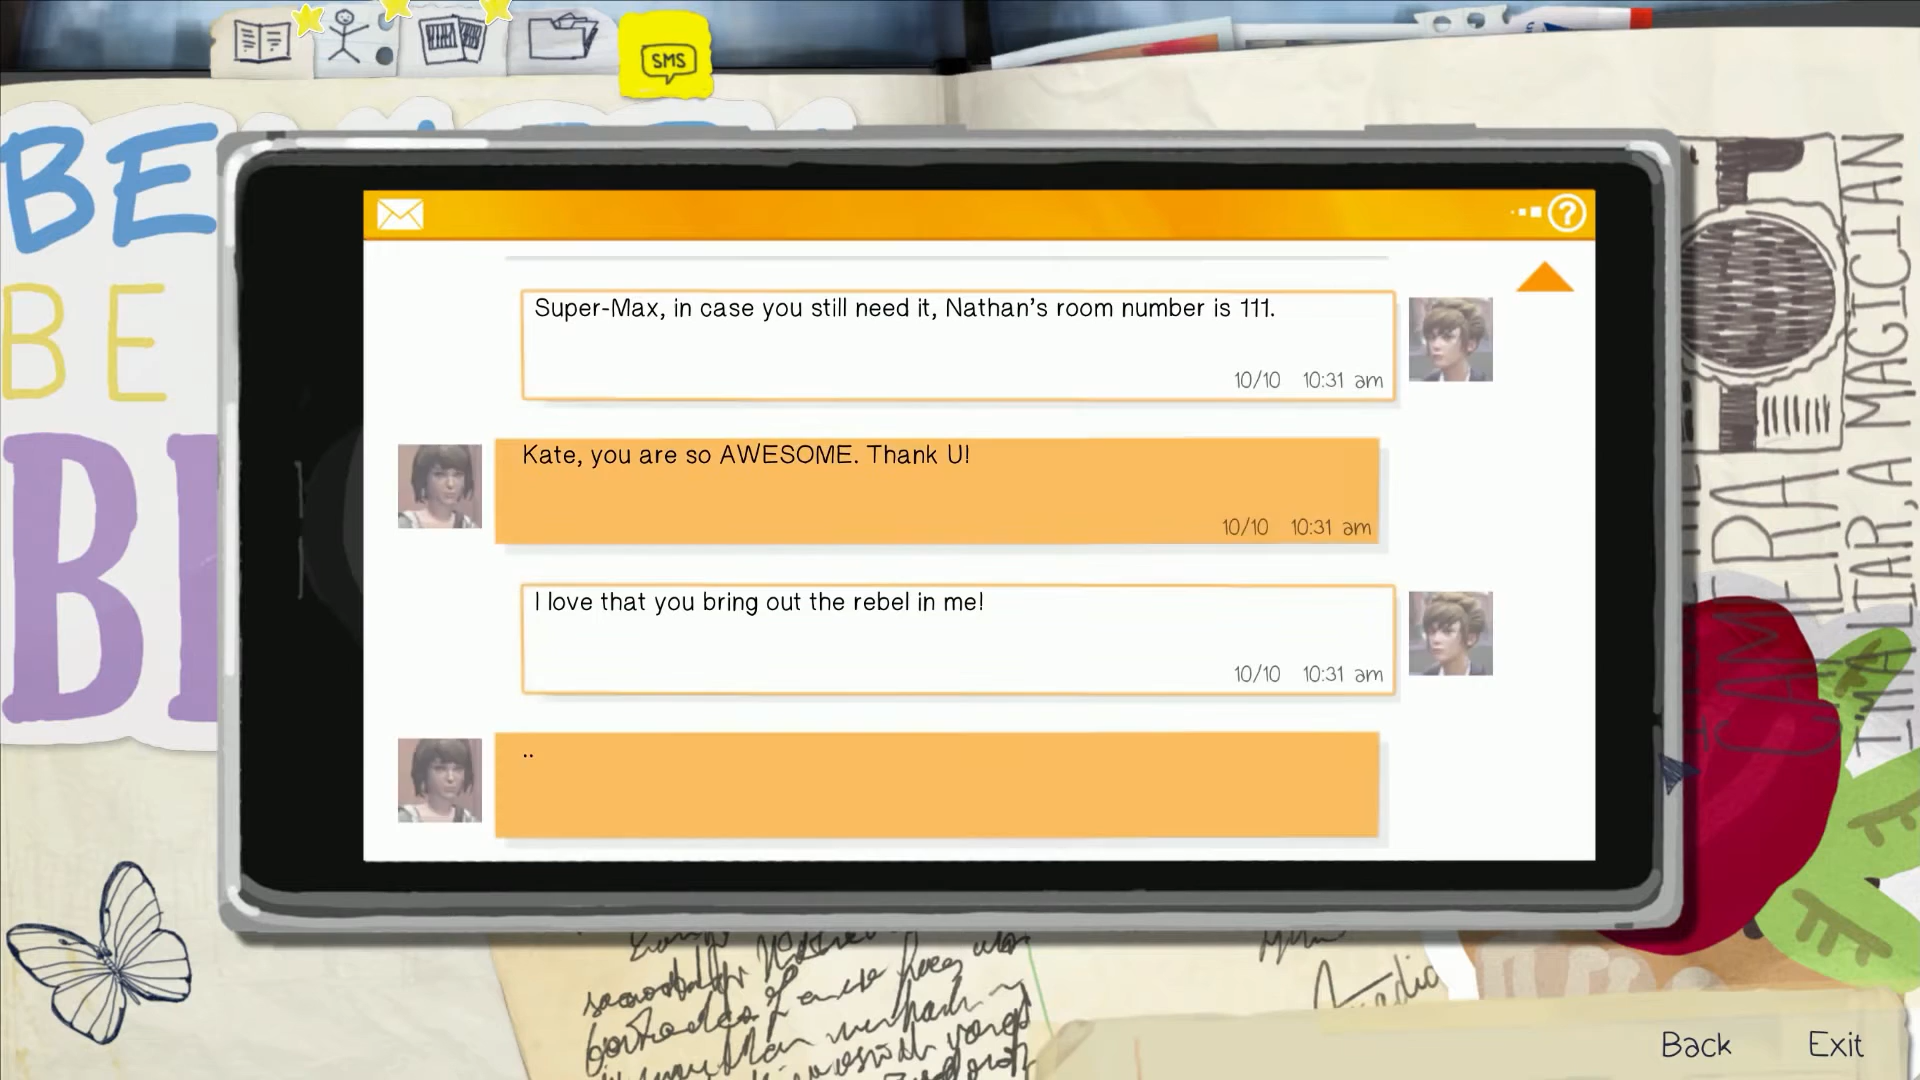 SMS
BE
BE
Super-Max, in case you still need it, Nathan's room number is 111.
10/10 10:31 am
Kate, you are so AWESOME. Thank U!
10/10 10:31 am
I love that you bring out the rebel in me!
10/10 10:31 am
..
?
CAMERA
I'M A LIAR, A MAGICIAN
Back Exit